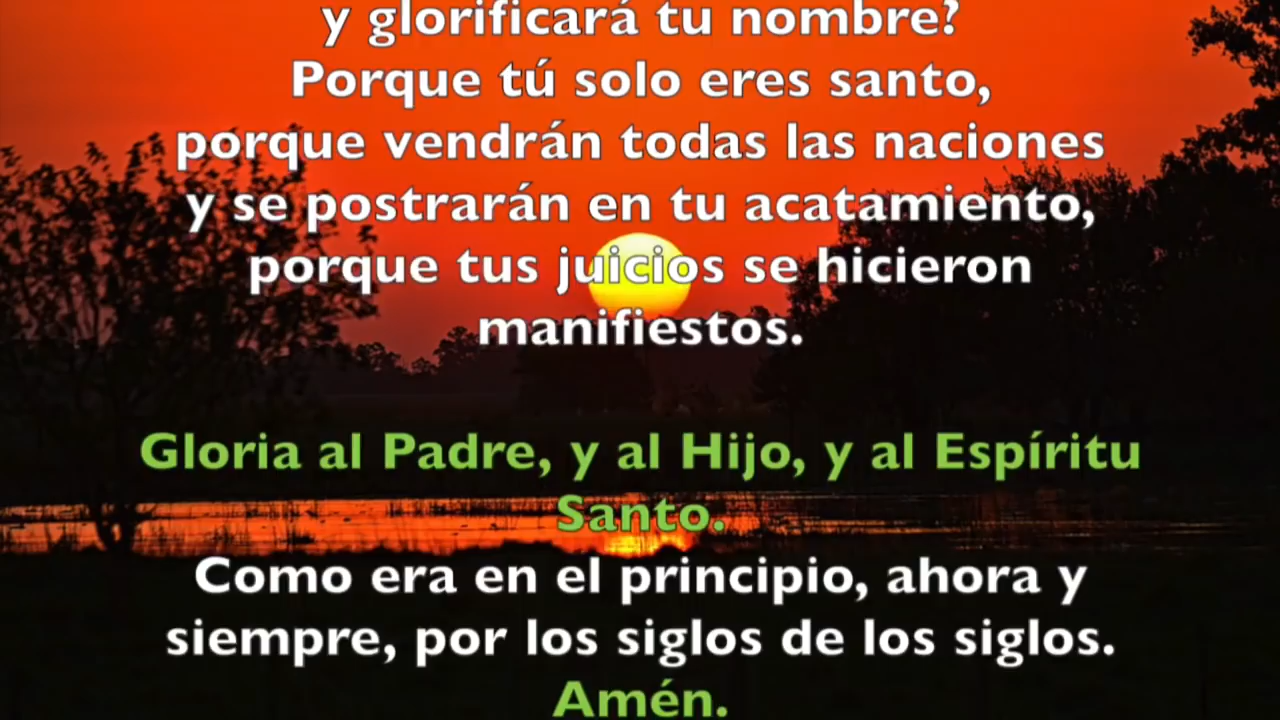 y glorificará tu nombre?
Porque tú solo eres santo,
porque vendrán todas las naciones
y se postrarán en tu acatamiento,
porque tus juicios se hicieron
manifiestos.
Gloria al Padre, y al Hijo, y al Espíritu
Santo.
Como era en el principio, ahora y
siempre, por los siglos de los siglos.
Amén.